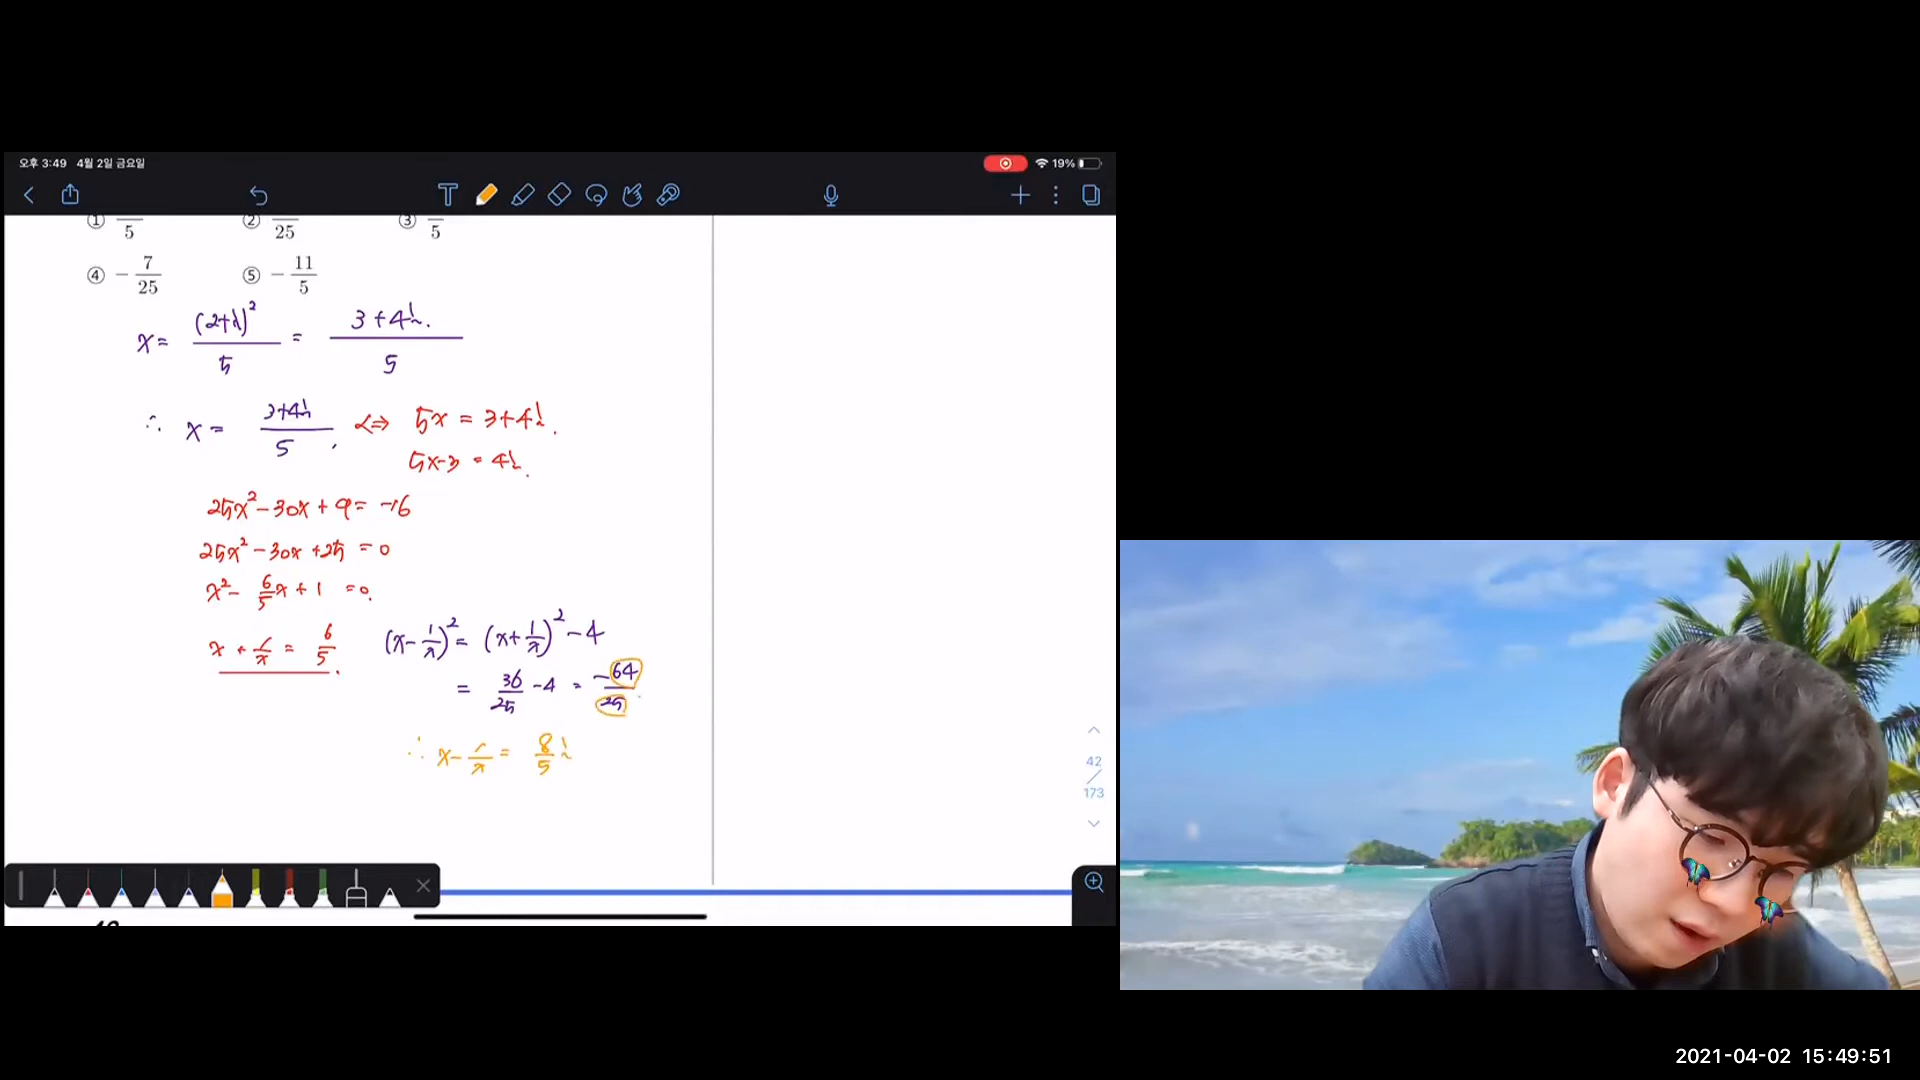 오후 3:49 4월 2일 금요일
19%
① 5 ② 25 ③ 5
④ -7/25 ⑤ -11/5
x = (2+i)²/5 = 3+4i/5
∴ x = 3+4i/5, ⇔ 5x = 3+4i.
5x-3 = 4i.
25x²-30x+9 = -16
25x²-30x+25 = 0
x² - 6/5x + 1 = 0.
x + 1/x = 6/5.
(x - 1/x)² = (x + 1/x)² - 4
= 36/25 - 4 = -64/25
∴ x - 1/x = 8/5 i
42
/
173
2021-04-02 15:49:51